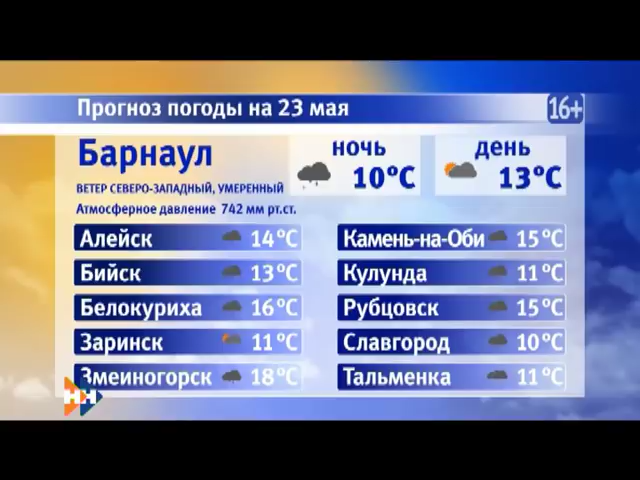 Прогноз погоды на 23 мая 16+
Барнаул
ночь 10°C
день 13°C
ВЕТЕР СЕВЕРО-ЗАПАДНЫЙ, УМЕРЕННЫЙ
Атмосферное давление 742 мм рт.ст.
Алейск 14°C
Бийск 13°C
Белокуриха 16°C
Заринск 11°C
Змеиногорск 18°C
Камень-на-Оби 15°C
Кулунда 11°C
Рубцовск 15°C
Славгород 10°C
Тальменка 11°C
НН